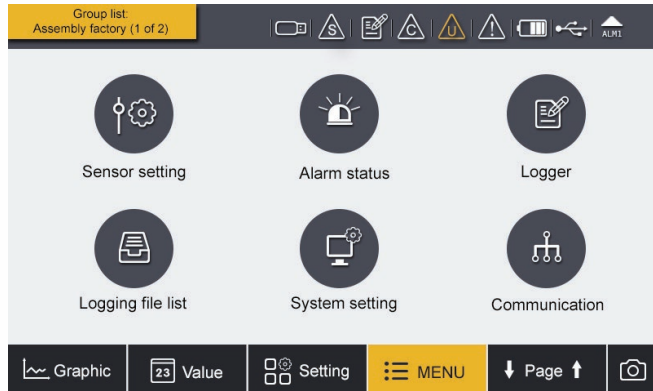 Group list:
Assembly factory (1 of 2)
S
C
U
!
ALM1
Sensor setting
Alarm status
Logger
Logging file list
System setting
Communication
Graphic
23 Value
Setting
MENU
Page